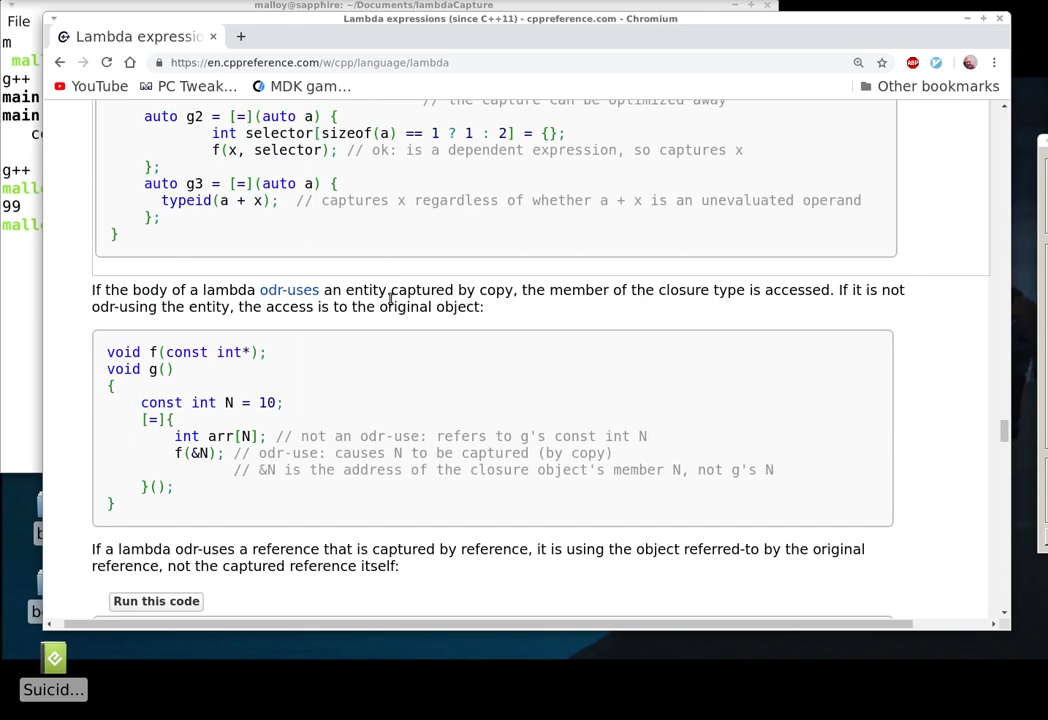 malloy@sapphire: ~/Documents/lambdaCapture
Lambda expressions (since C++11) - cppreference.com - Chromium
File
Lambda expressio
https://en.cppreference.com/w/cpp/language/lambda
YouTube PC Tweak… MDK gam… Other bookmarks
m
mall
g++
main
main
co
g++
mallo
99
mallo
// the capture can be optimized away
auto g2 = [=](auto a) {
int selector[sizeof(a) == 1 ? 1 : 2] = {};
f(x, selector); // ok: is a dependent expression, so captures x
};
auto g3 = [=](auto a) {
typeid(a + x);  // captures x regardless of whether a + x is an unevaluated operand
};
}
If the body of a lambda odr-uses an entity captured by copy, the member of the closure type is accessed. If it is not
odr-using the entity, the access is to the original object:
void f(const int*);
void g()
{
const int N = 10;
[=]{
int arr[N]; // not an odr-use: refers to g's const int N
f(&N); // odr-use: causes N to be captured (by copy)
// &N is the address of the closure object's member N, not g's N
}();
}
If a lambda odr-uses a reference that is captured by reference, it is using the object referred-to by the original
reference, not the captured reference itself:
Run this code
Suicid…